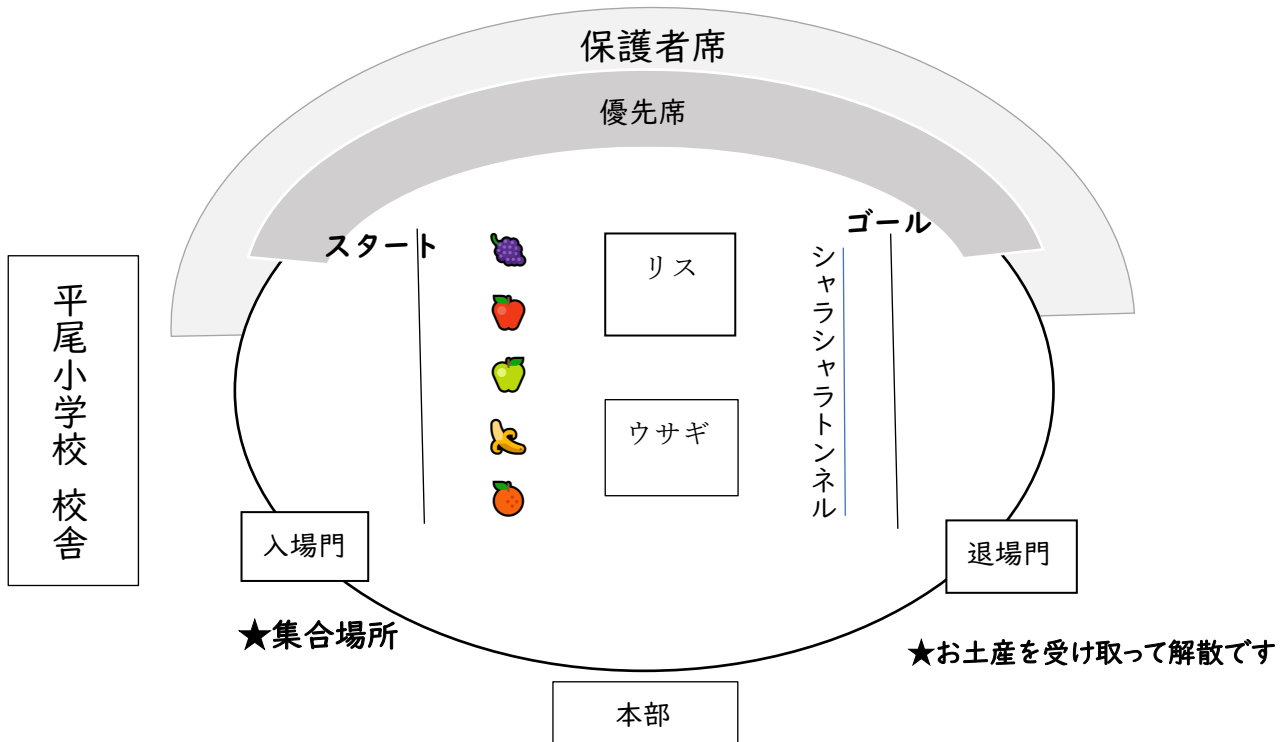 保護者席
優先席
スタート
ゴール
リス
シャラシャラトンネル
平尾小学校 校舎
ウサギ
入場門
退場門
★集合場所
★お土産を受け取って解散です
本部